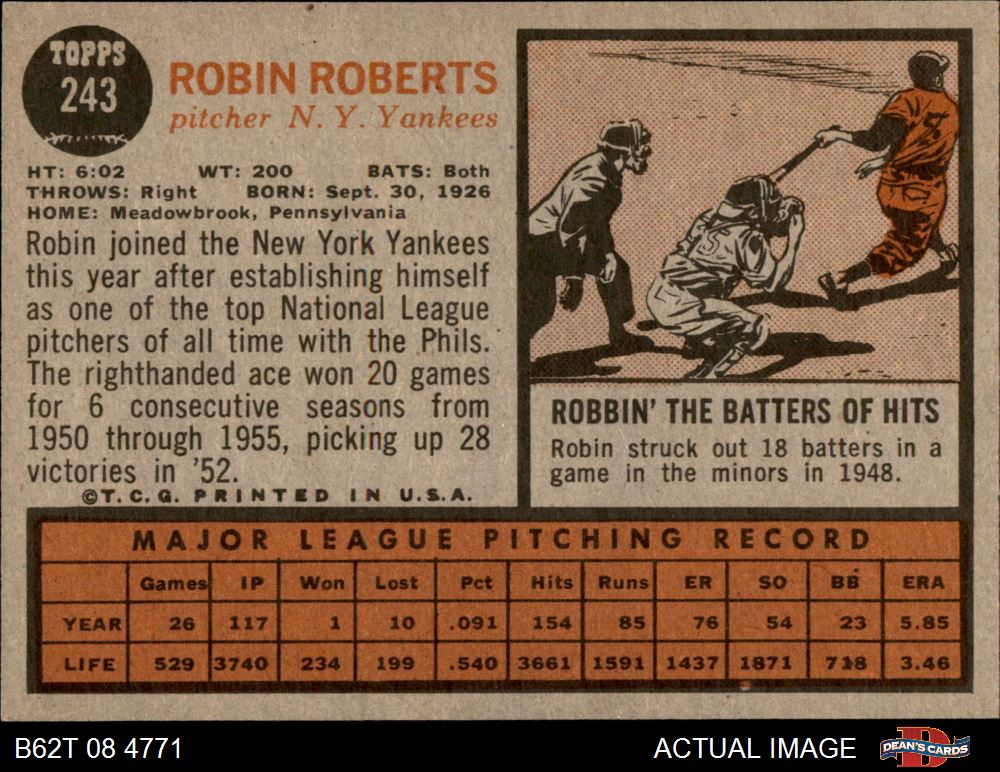 TOPPS
243
ROBIN ROBERTS
pitcher N. Y. Yankees
HT: 6:02 WT: 200 BATS: Both
THROWS: Right BORN: Sept. 30, 1926
HOME: Meadowbrook, Pennsylvania
Robin joined the New York Yankees
this year after establishing himself
as one of the top National League
pitchers of all time with the Phils.
The righthanded ace won 20 games
for 6 consecutive seasons from
1950 through 1955, picking up 28
victories in '52.
©T.C.G. PRINTED IN U.S.A.
ROBBIN' THE BATTERS OF HITS
Robin struck out 18 batters in a
game in the minors in 1948.
MAJOR LEAGUE PITCHING RECORD
Games IP Won Lost Pct Hits Runs ER SO BB ERA
YEAR 26 117 1 10 .091 154 85 76 54 23 5.85
LIFE 529 3740 234 199 .540 3661 1591 1437 1871 718 3.46
B62T 08 4771 ACTUAL IMAGE DEAN'S CARDS